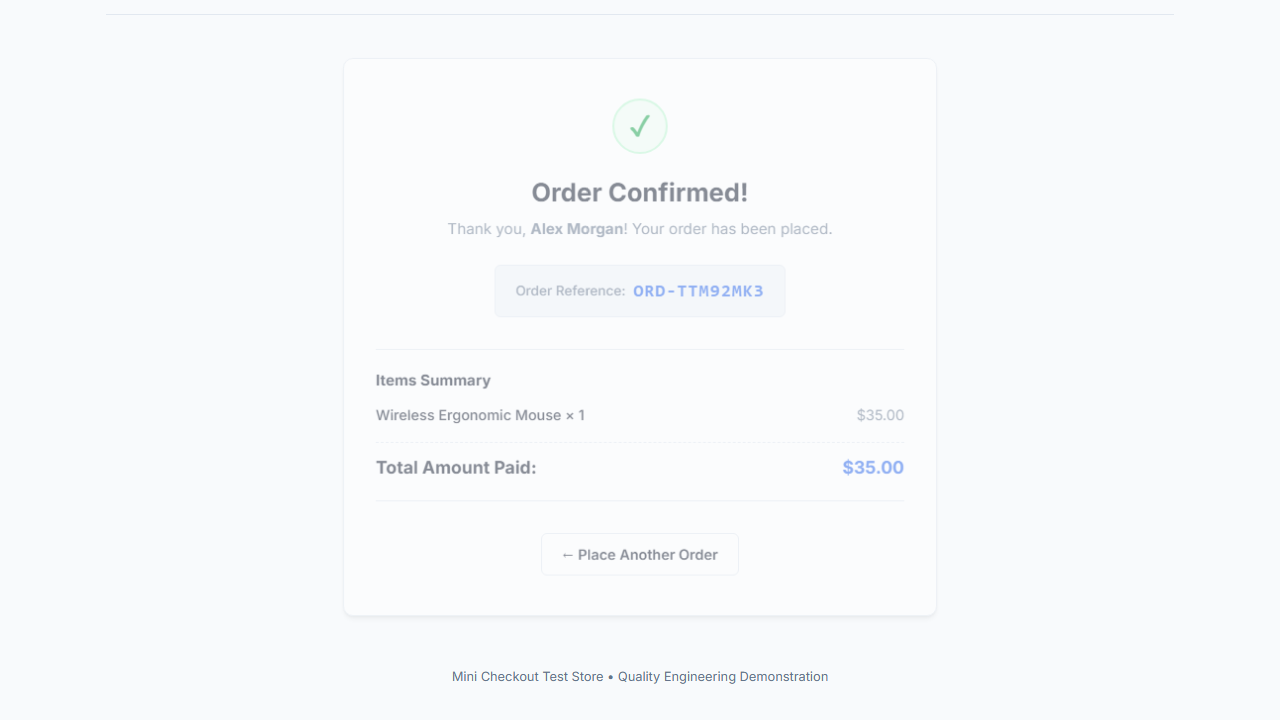 ✓
Order Confirmed!
Thank you, Alex Morgan! Your order has been placed.
Order Reference: ORD-TTM92MK3
Items Summary
Wireless Ergonomic Mouse × 1 $35.00
Total Amount Paid: $35.00
← Place Another Order
Mini Checkout Test Store • Quality Engineering Demonstration